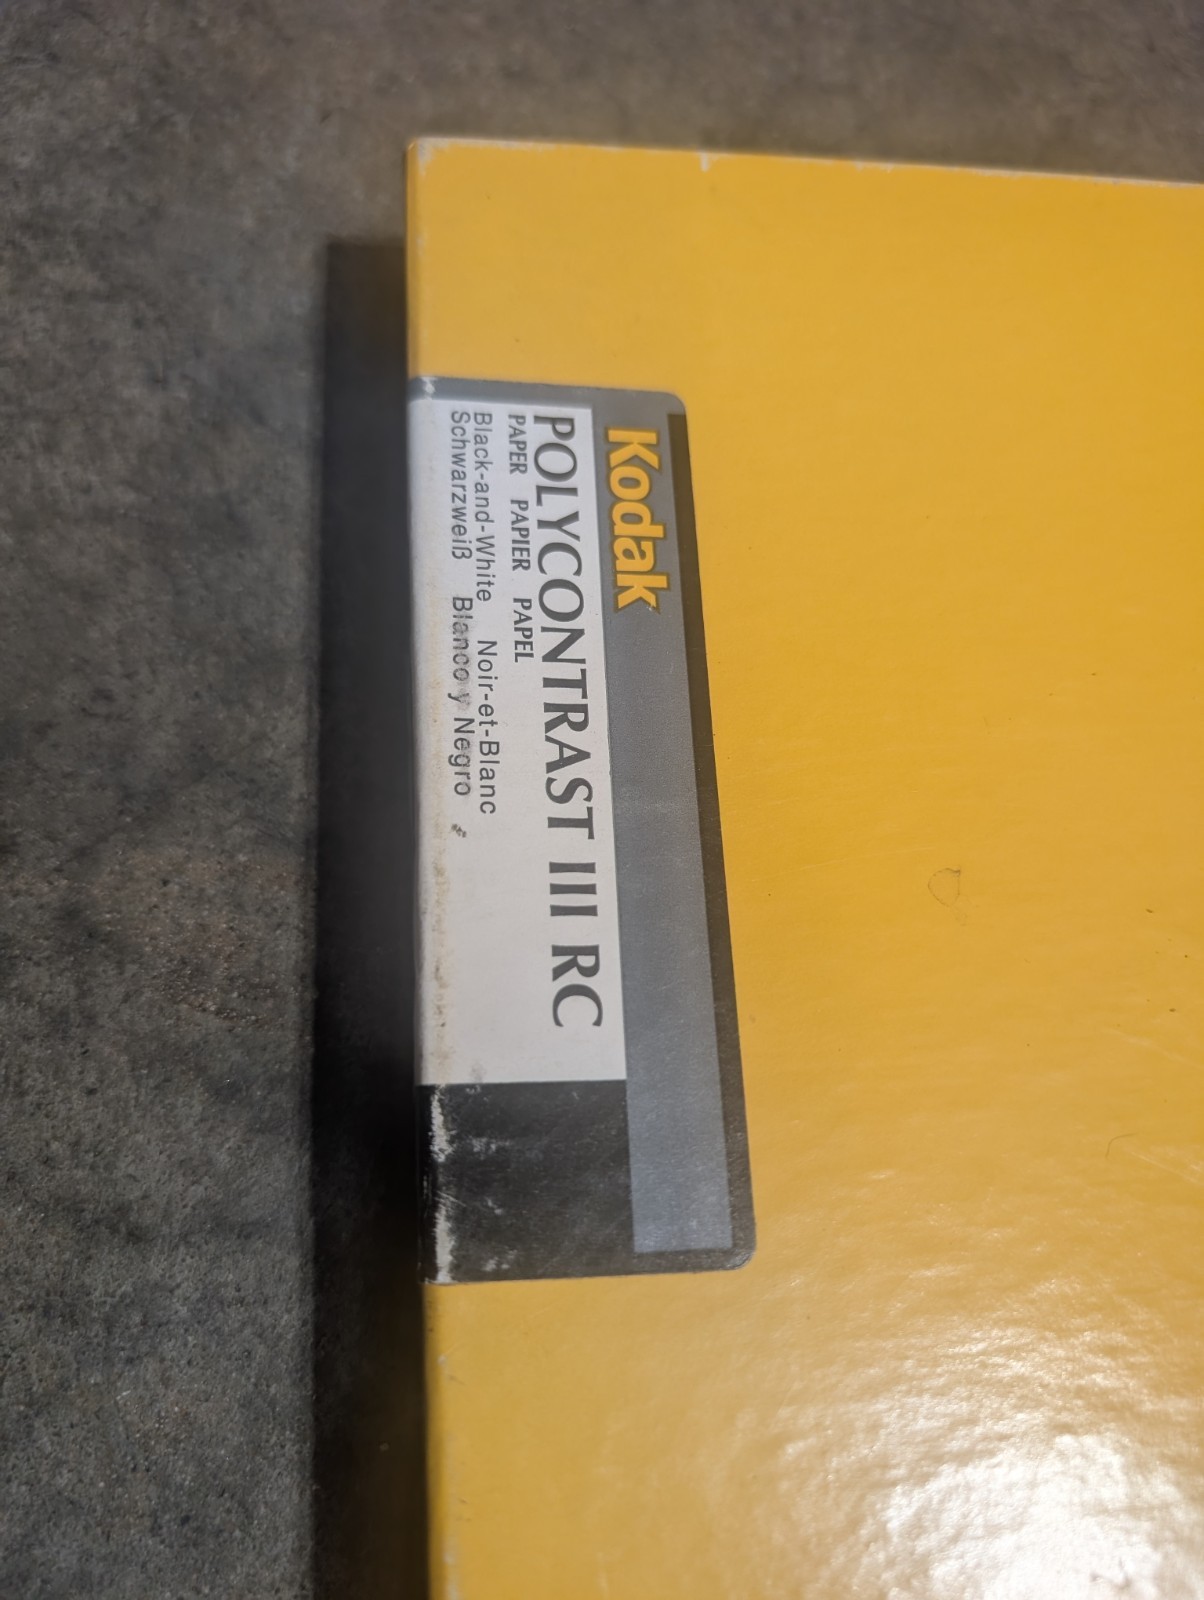 Kodak
POLYCONTRAST III RC
PAPER PAPIER PAPEL
Black-and-White Noir-et-Blanc
Schwarzweiß Blanco y Negro